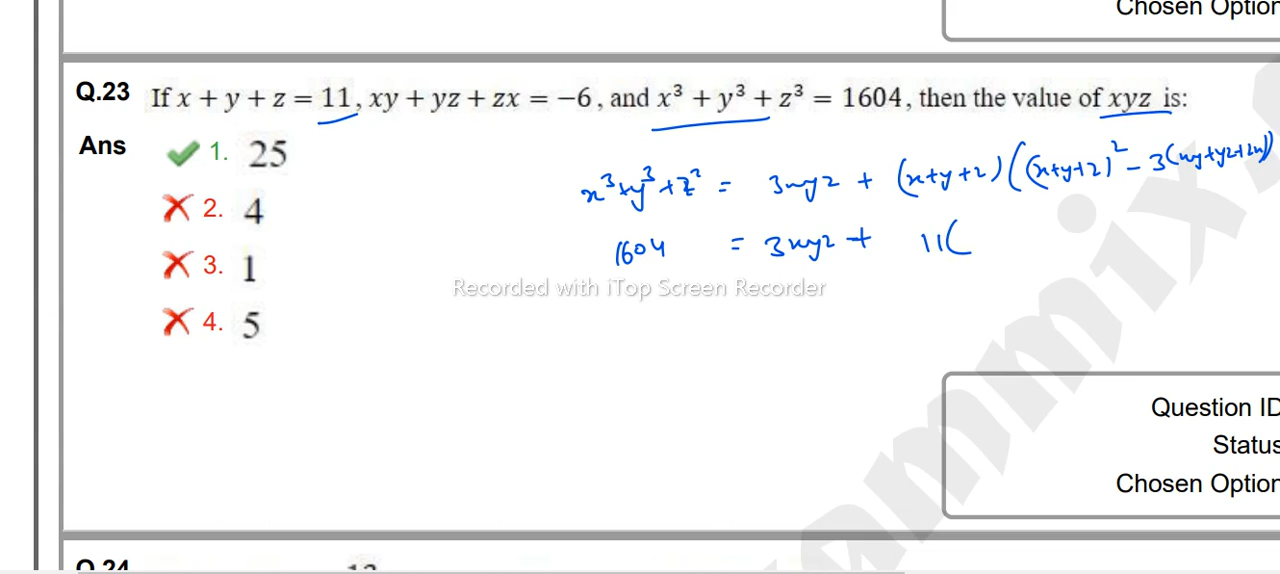 Chosen Option
Q.23 If x + y + z = 11, xy + yz + zx = −6, and x³ + y³ + z³ = 1604, then the value of xyz is:
Ans 1. 25
2. 4
3. 1
4. 5
x³+y³+z² = 3xyz + (x+y+z)((x+y+z)² − 3(xy+yz+zx))
1604 = 3xyz + 11(
Recorded with iTop Screen Recorder
Question ID
Status
Chosen Option
Q.24